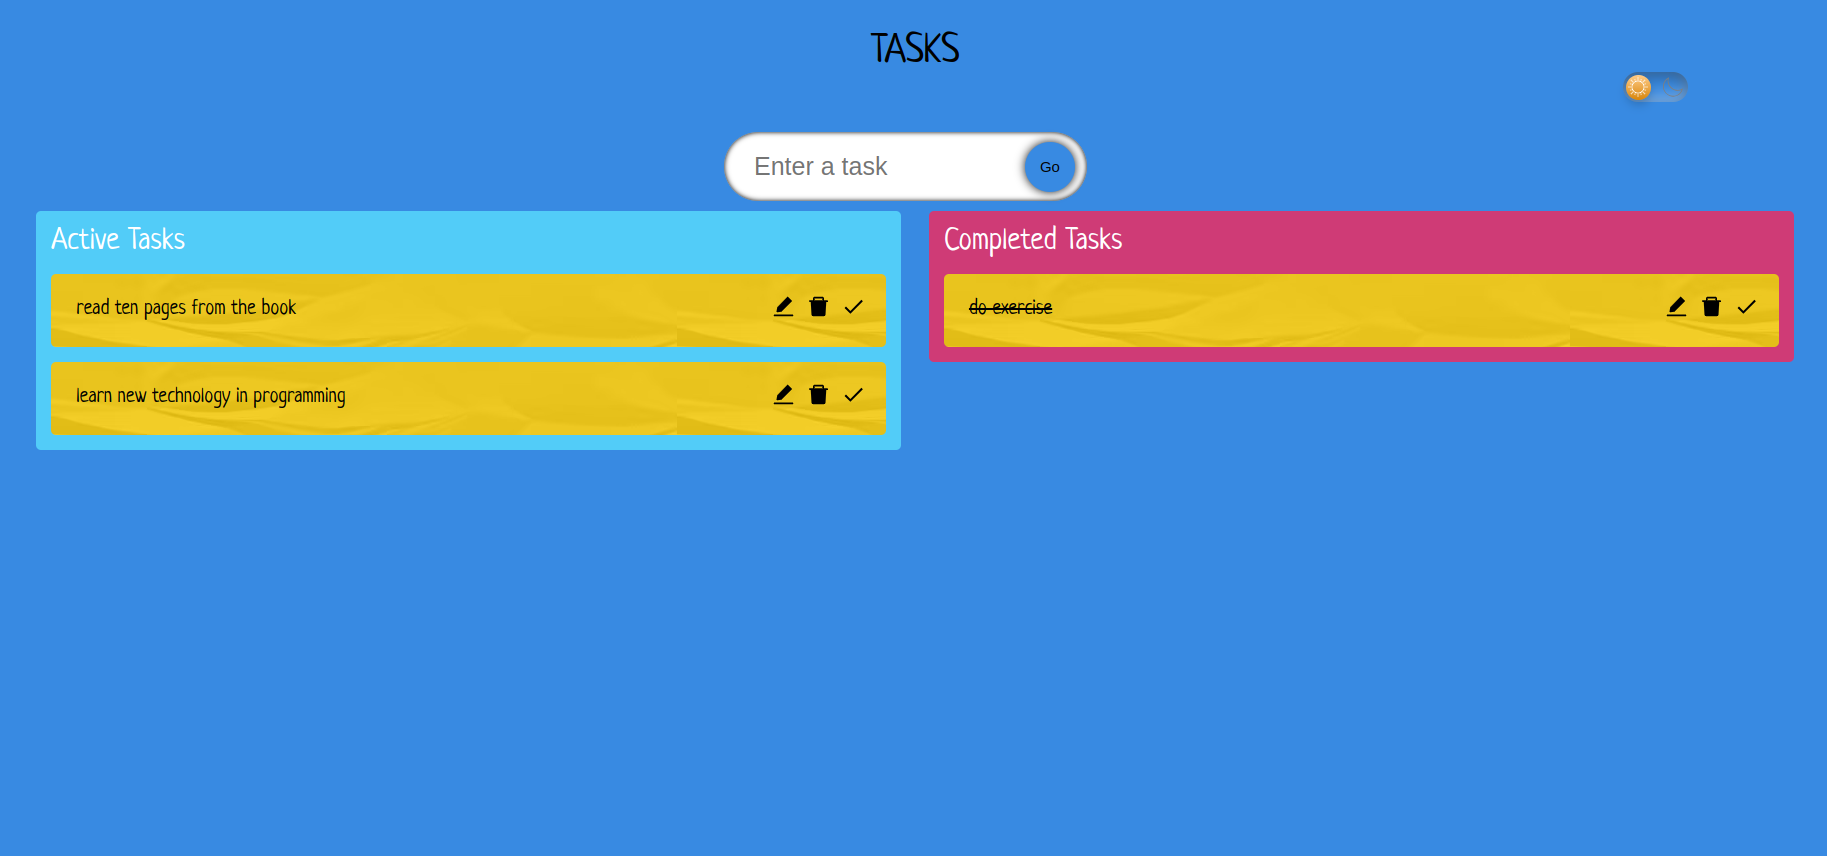 TASKS
Enter a task
Go
Active Tasks
read ten pages from the book
learn new technology in programming
Completed Tasks
do exercise